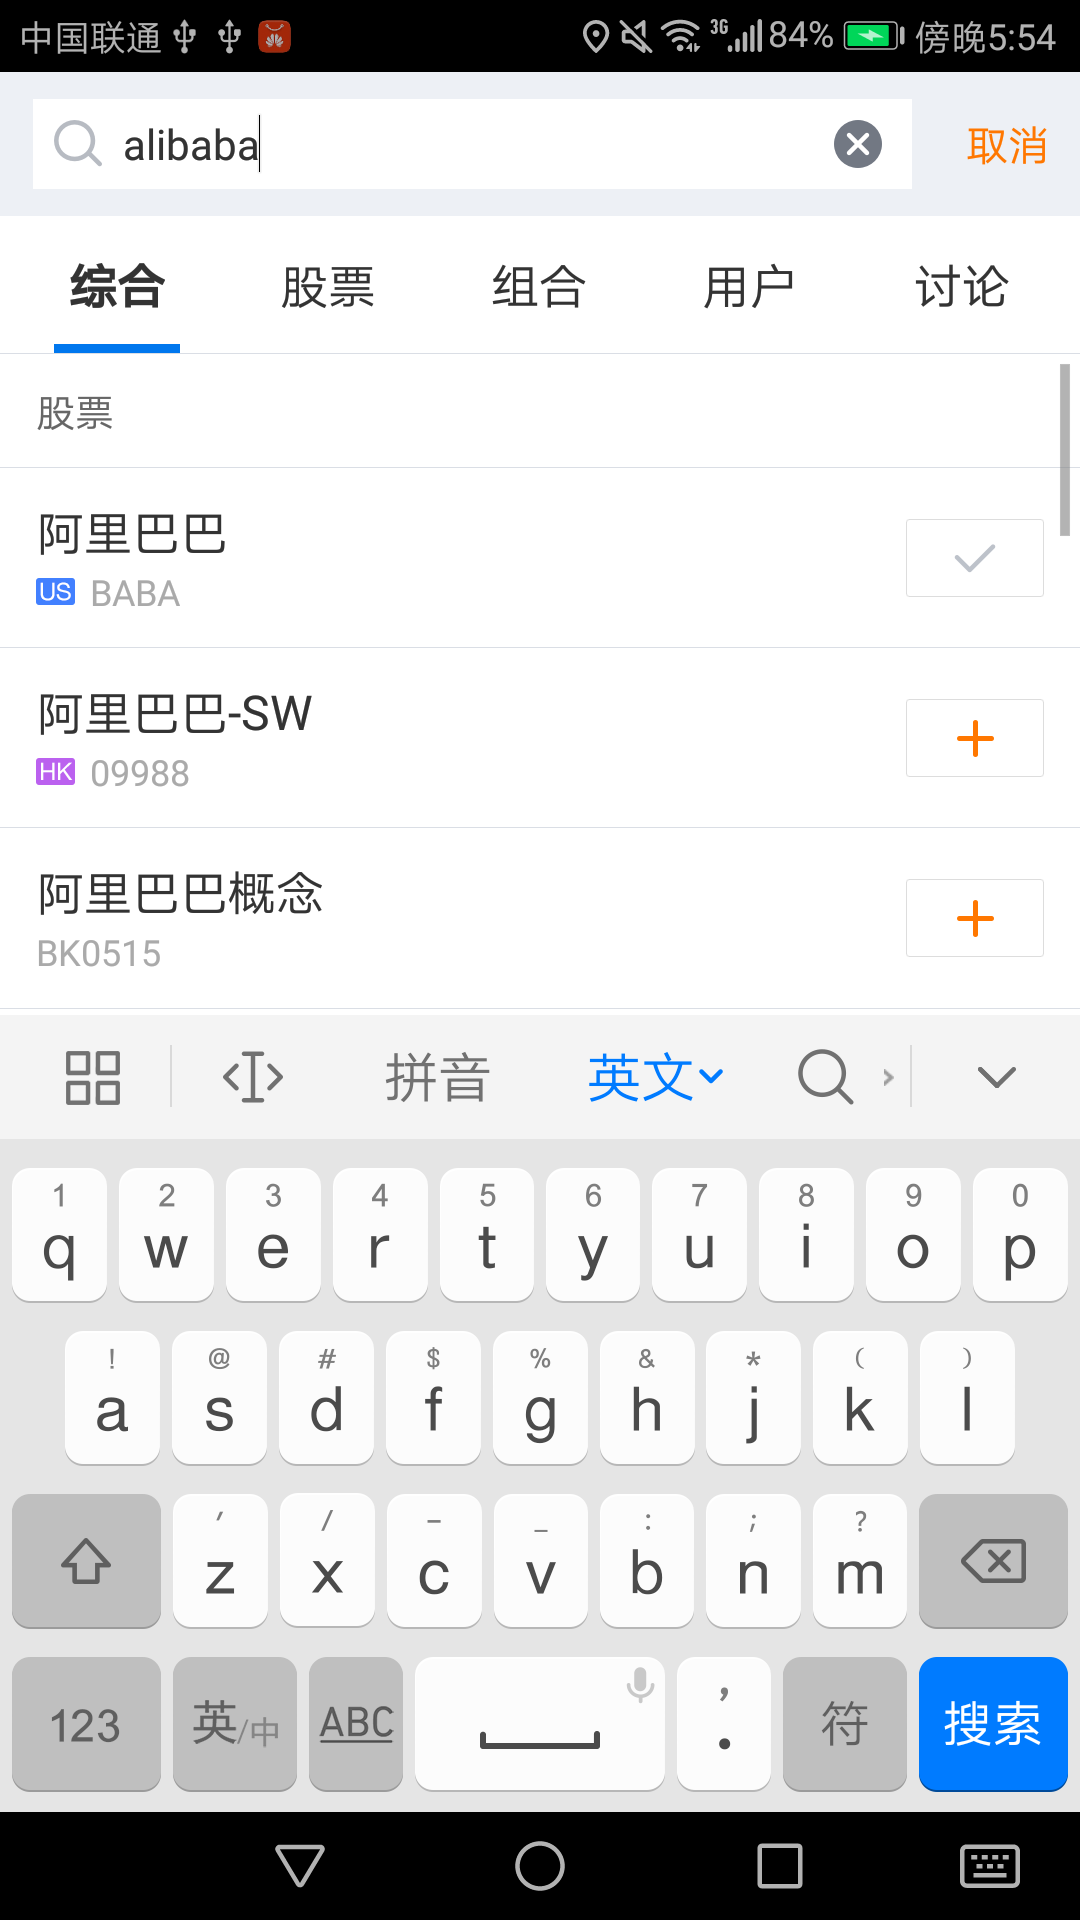 中国联通 3G 84% 傍晚5:54
alibaba 取消
综合 股票 组合 用户 讨论
股票
阿里巴巴
US BABA
阿里巴巴-SW
HK 09988
阿里巴巴概念
BK0515
拼音 英文
1 2 3 4 5 6 7 8 9 0
q w e r t y u i o p
! @ # $ % & * ( )
a s d f g h j k l
' / - _ : ; ?
z x c v b n m
123 英/中 ABC , . 符 搜索